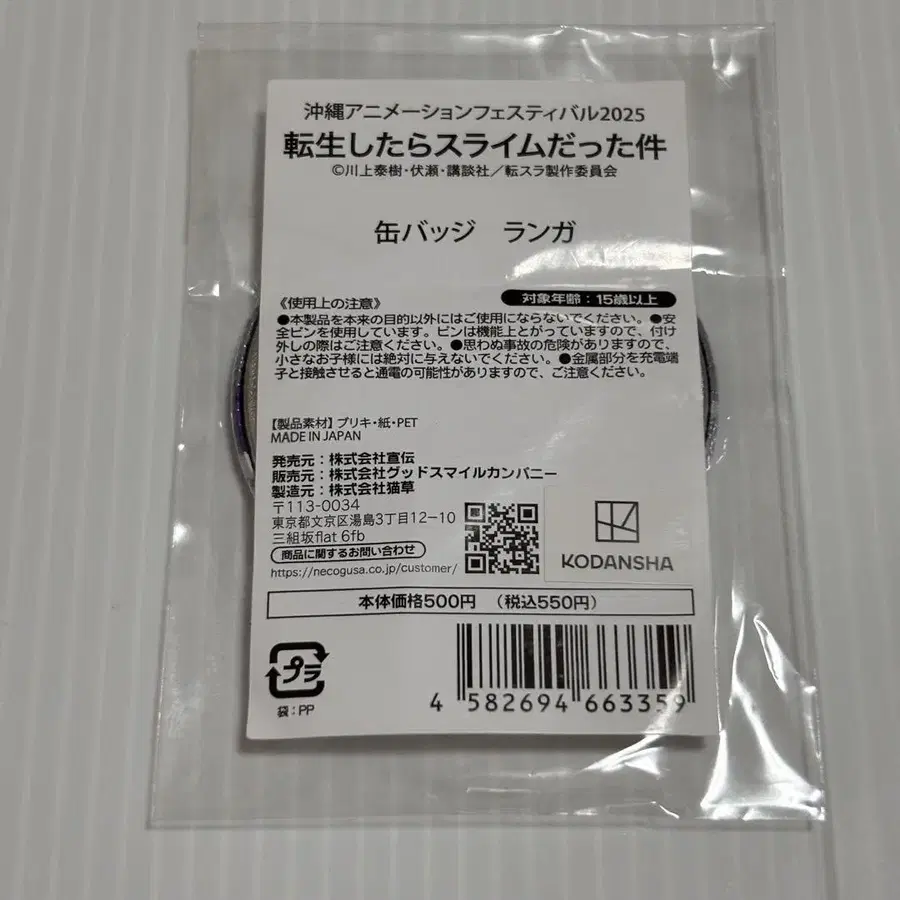 沖縄アニメーションフェスティバル2025
転生したらスライムだった件
©川上泰樹・伏瀬・講談社／転スラ製作委員会
缶バッジ　ランガ
《使用上の注意》
対象年齢：15歳以上
●本製品を本来の目的以外にはご使用にならないでください。●安
全ピンを使用しています。ピンは機能上とがっていますので、付け
外しの際はご注意ください。●思わぬ事故の危険がありますので、
小さなお子様には絶対に与えないでください。●金属部分を充電端
子と接触させると通電の可能性がありますので、ご注意ください。
【製品素材】ブリキ・紙・PET
MADE IN JAPAN
発売元：株式会社宣伝
販売元：株式会社グッドスマイルカンパニー
製造元：株式会社猫草
〒113-0034
東京都文京区湯島3丁目12−10
三組坂flat 6fb
商品に関するお問い合わせ
https://necogusa.co.jp/customer/
KODANSHA
本体価格500円　（税込550円）
プラ
袋：PP
4 582694 663359